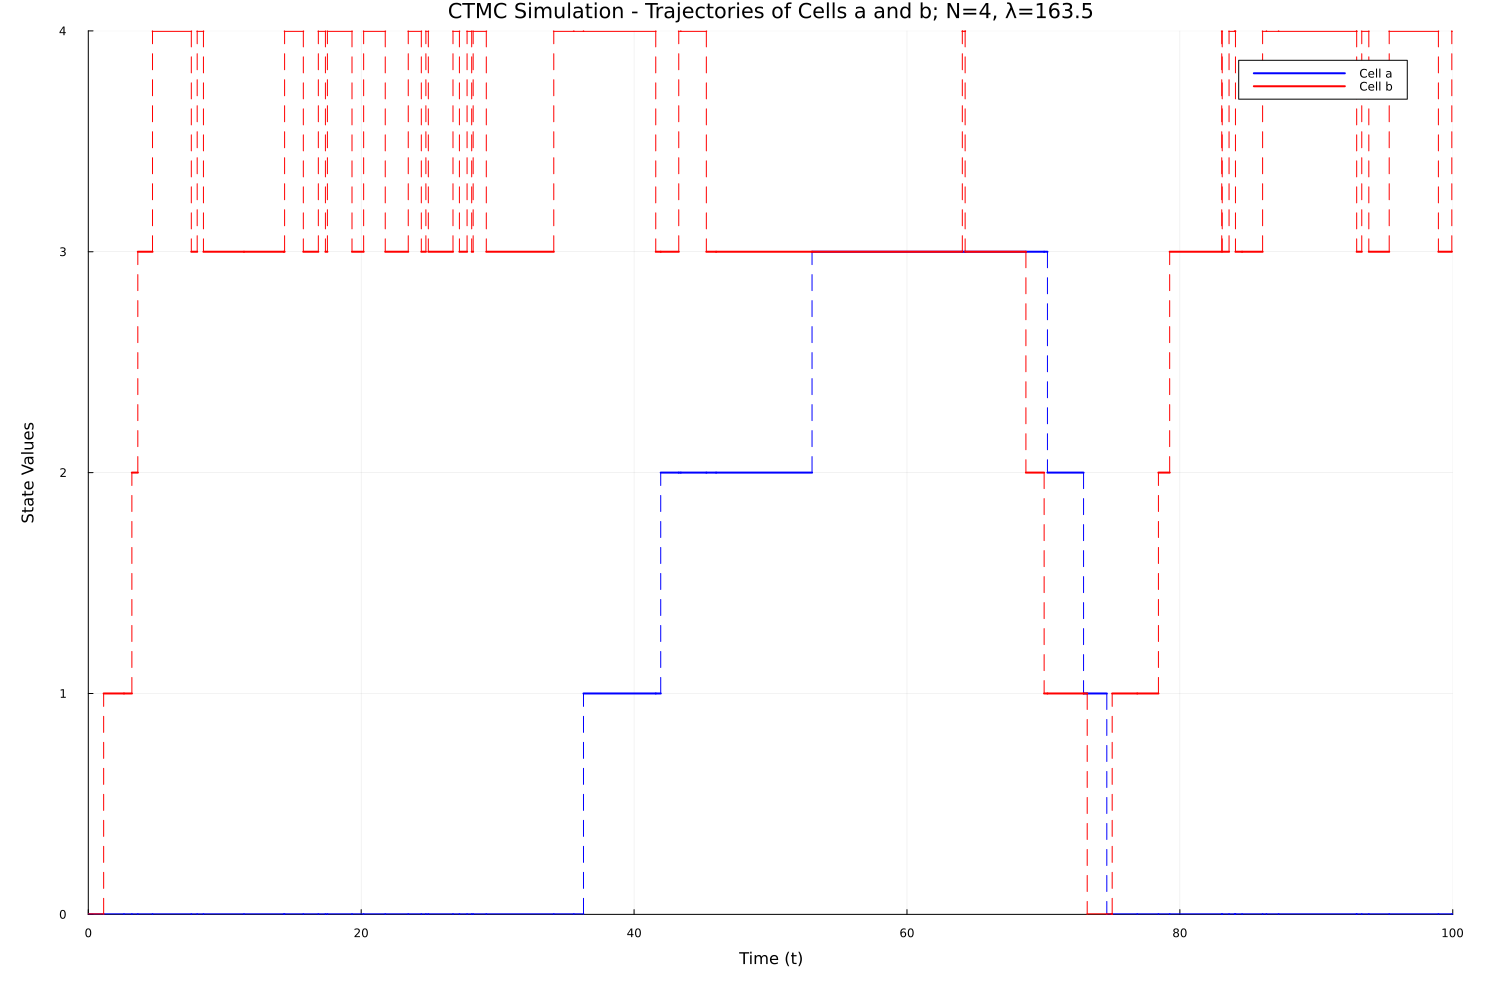 CTMC Simulation - Trajectories of Cells a and b; N=4, λ=163.5
4
Cell a
Cell b
3
State Values
2
1
0
0 20 40 60 80 100
Time (t)